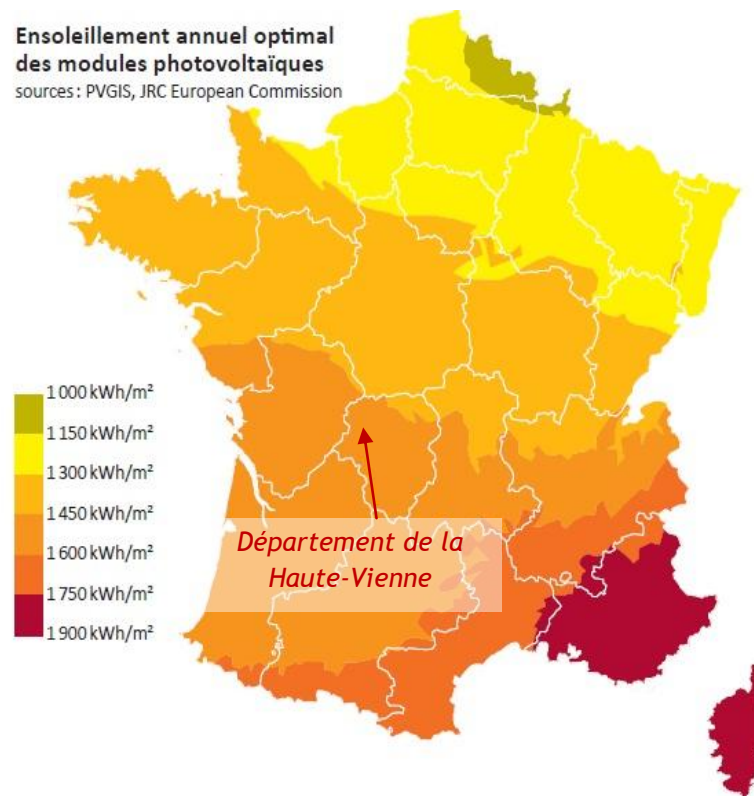 Ensoleillement annuel optimal
des modules photovoltaïques
sources : PVGIS, JRC European Commission
1 000 kWh/m²
1 150 kWh/m²
1 300 kWh/m²
1 450 kWh/m²
1 600 kWh/m²
1 750 kWh/m²
1 900 kWh/m²
Département de la
Haute-Vienne